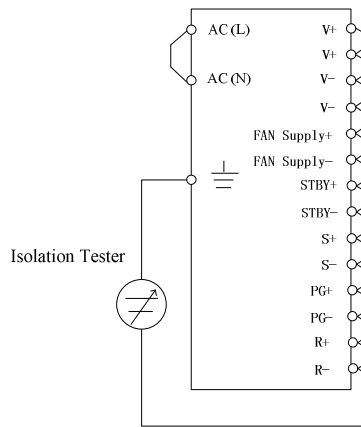 AC(L)
AC(N)
Isolation Tester
V+
V+
V-
V-
FAN Supply+
FAN Supply-
STBY+
STBY-
S+
S-
PG+
PG-
R+
R-